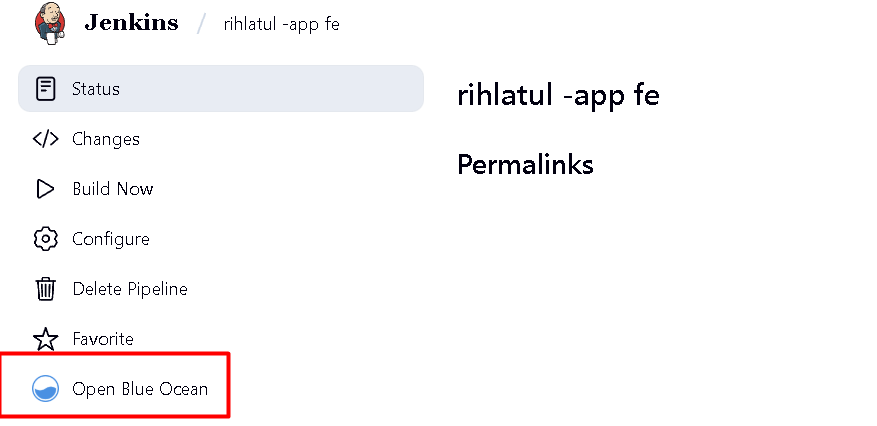 Jenkins / rihlatul -app fe
Status
Changes
Build Now
Configure
Delete Pipeline
Favorite
Open Blue Ocean
rihlatul -app fe
Permalinks